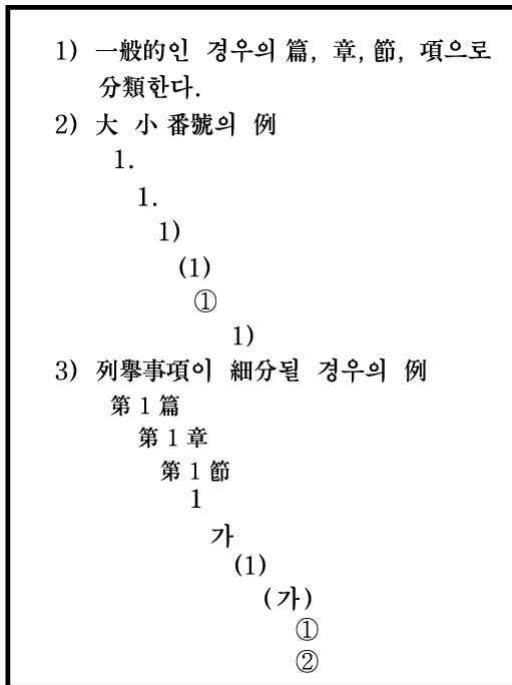 1) 一般的인 경우의 篇, 章, 節, 項으로
分類한다.
2) 大 小 番號의 例
1.
1.
1)
(1)
①
1)
3) 列擧事項이 細分될 경우의 例
第 1 篇
第 1 章
第 1 節
1
가
(1)
(가)
①
②